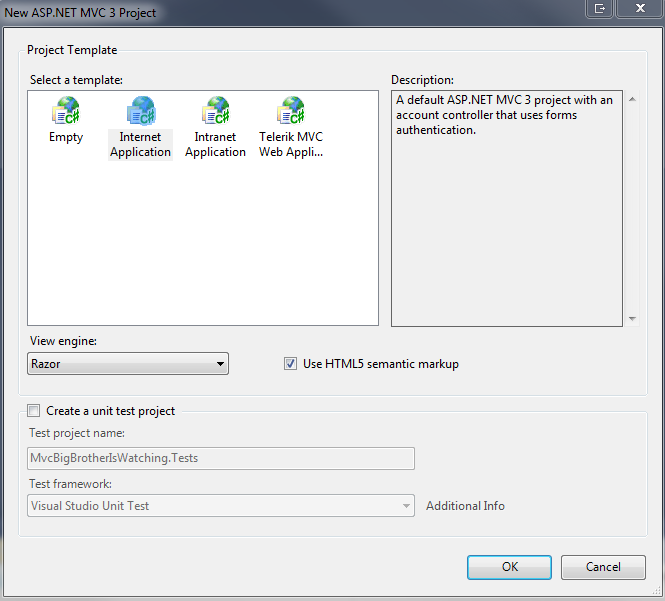 New ASP.NET MVC 3 Project
Project Template
Select a template:
Description:
Empty
Internet
Application
Intranet
Application
Telerik MVC
Web Appli...
A default ASP.NET MVC 3 project with an
account controller that uses forms
authentication.
View engine:
Razor
Use HTML5 semantic markup
Create a unit test project
Test project name:
MvcBigBrotherIsWatching.Tests
Test framework:
Visual Studio Unit Test
Additional Info
OK
Cancel